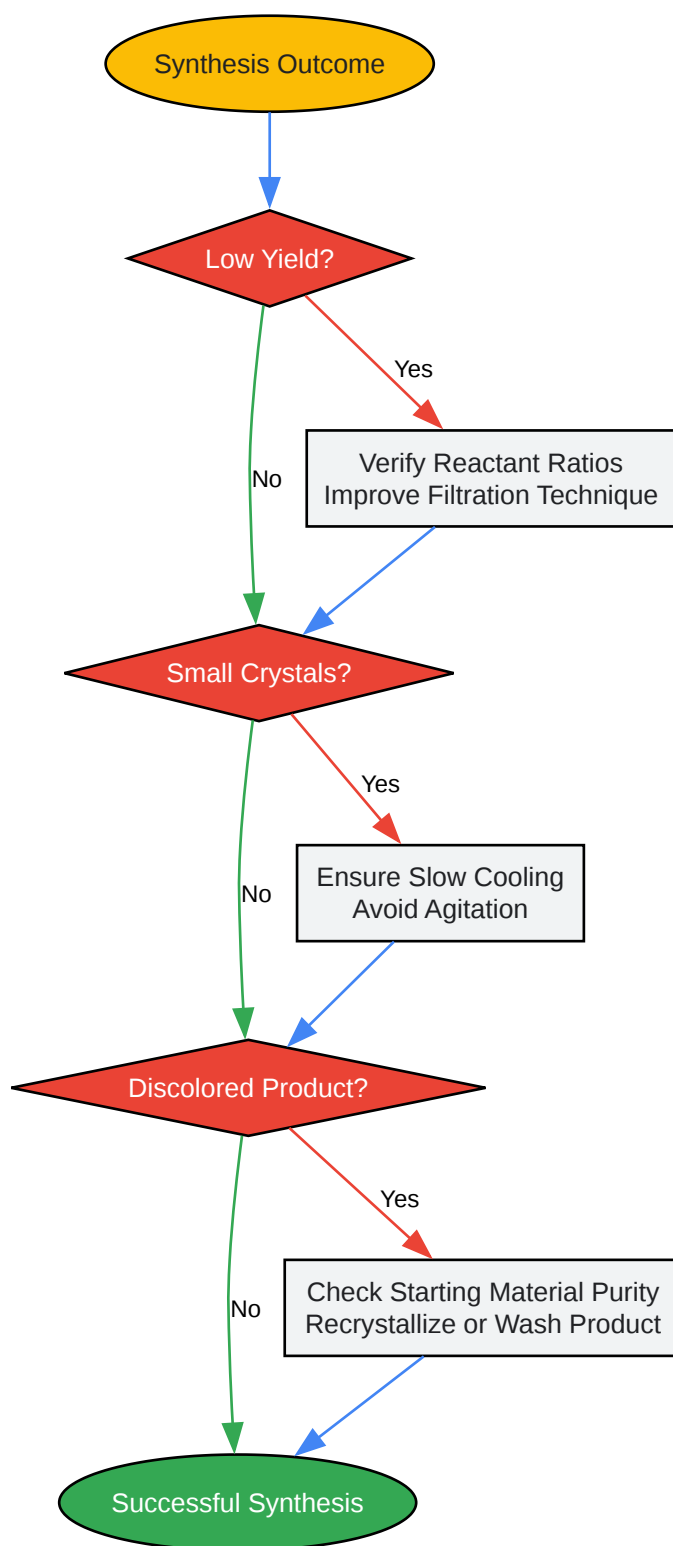 Synthesis Outcome
Low Yield?
Yes
Verify Reactant Ratios
Improve Filtration Technique
No
Small Crystals?
Yes
Ensure Slow Cooling
Avoid Agitation
No
Discolored Product?
Yes
Check Starting Material Purity
Recrystallize or Wash Product
No
Successful Synthesis